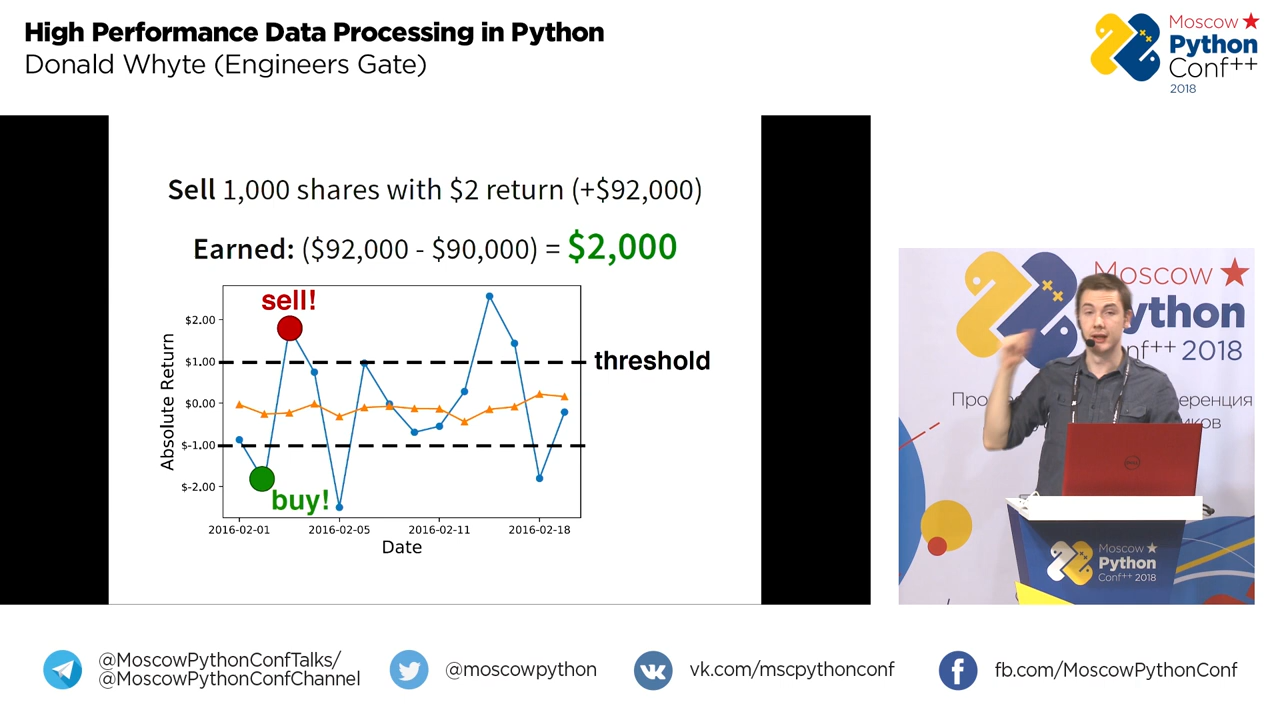 High Performance Data Processing in Python
Donald Whyte (Engineers Gate)
Moscow
Python
Conf++
2018
Sell 1,000 shares with $2 return (+$92,000)
Earned: ($92,000 - $90,000) = $2,000
sell!
threshold
buy!
Absolute Return
$2.00
$1.00
$0.00
$-1.00
$-2.00
2016-02-01
2016-02-05
2016-02-11
2016-02-18
Date
Moscow
ython
nf++ 2018
DELL
Moscow
Python
Conf++ 2018
@MoscowPythonConfTalks/
@MoscowPythonConfChannel
@moscowpython
vk.com/mscpythonconf
fb.com/MoscowPythonConf